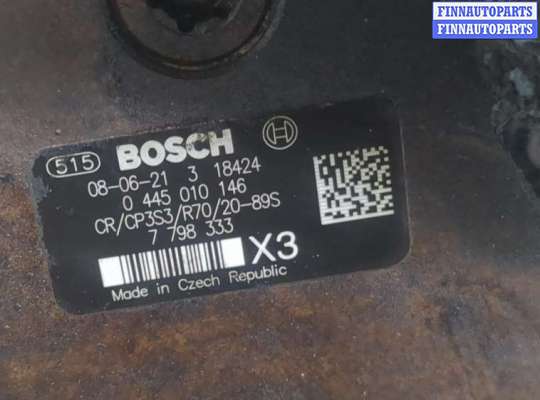 FINNAUTOPARTS
FINNAUTOPARTS
515 BOSCH
08-06-21 3 18424
0 445 010 146
CR/CP3S3/R70/20-89S
7 798 333
X3
Made in Czech Republic